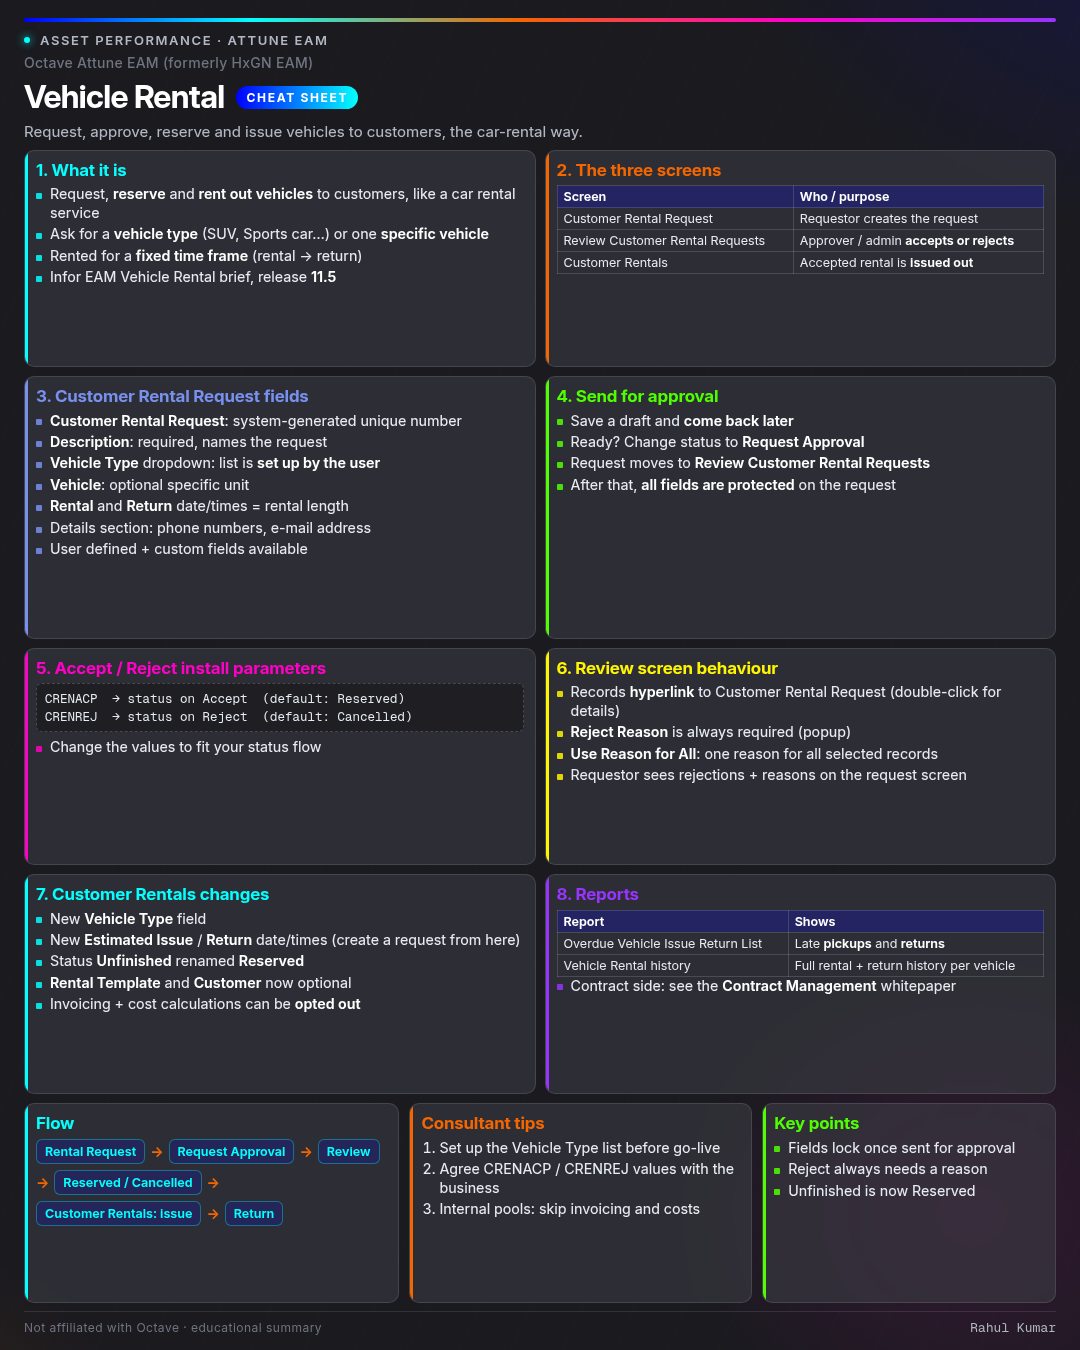 ASSET PERFORMANCE · ATTUNE EAM
Octave Attune EAM (formerly HxGN EAM)
Vehicle Rental CHEAT SHEET
Request, approve, reserve and issue vehicles to customers, the car-rental way.
1. What it is
Request, reserve and rent out vehicles to customers, like a car rental
service
Ask for a vehicle type (SUV, Sports car...) or one specific vehicle
Rented for a fixed time frame (rental → return)
Infor EAM Vehicle Rental brief, release 11.5
2. The three screens
Screen Who / purpose
Customer Rental Request Requestor creates the request
Review Customer Rental Requests Approver / admin accepts or rejects
Customer Rentals Accepted rental is issued out
3. Customer Rental Request fields
Customer Rental Request: system-generated unique number
Description: required, names the request
Vehicle Type dropdown: list is set up by the user
Vehicle: optional specific unit
Rental and Return date/times = rental length
Details section: phone numbers, e-mail address
User defined + custom fields available
4. Send for approval
Save a draft and come back later
Ready? Change status to Request Approval
Request moves to Review Customer Rental Requests
After that, all fields are protected on the request
5. Accept / Reject install parameters
CRENACP → status on Accept (default: Reserved)
CRENREJ → status on Reject (default: Cancelled)
Change the values to fit your status flow
6. Review screen behaviour
Records hyperlink to Customer Rental Request (double-click for
details)
Reject Reason is always required (popup)
Use Reason for All: one reason for all selected records
Requestor sees rejections + reasons on the request screen
7. Customer Rentals changes
New Vehicle Type field
New Estimated Issue / Return date/times (create a request from here)
Status Unfinished renamed Reserved
Rental Template and Customer now optional
Invoicing + cost calculations can be opted out
8. Reports
Report Shows
Overdue Vehicle Issue Return List Late pickups and returns
Vehicle Rental history Full rental + return history per vehicle
Contract side: see the Contract Management whitepaper
Flow
Rental Request → Request Approval → Review
→ Reserved / Cancelled →
Customer Rentals: issue → Return
Consultant tips
1. Set up the Vehicle Type list before go-live
2. Agree CRENACP / CRENREJ values with the
business
3. Internal pools: skip invoicing and costs
Key points
Fields lock once sent for approval
Reject always needs a reason
Unfinished is now Reserved
Not affiliated with Octave · educational summary
Rahul Kumar